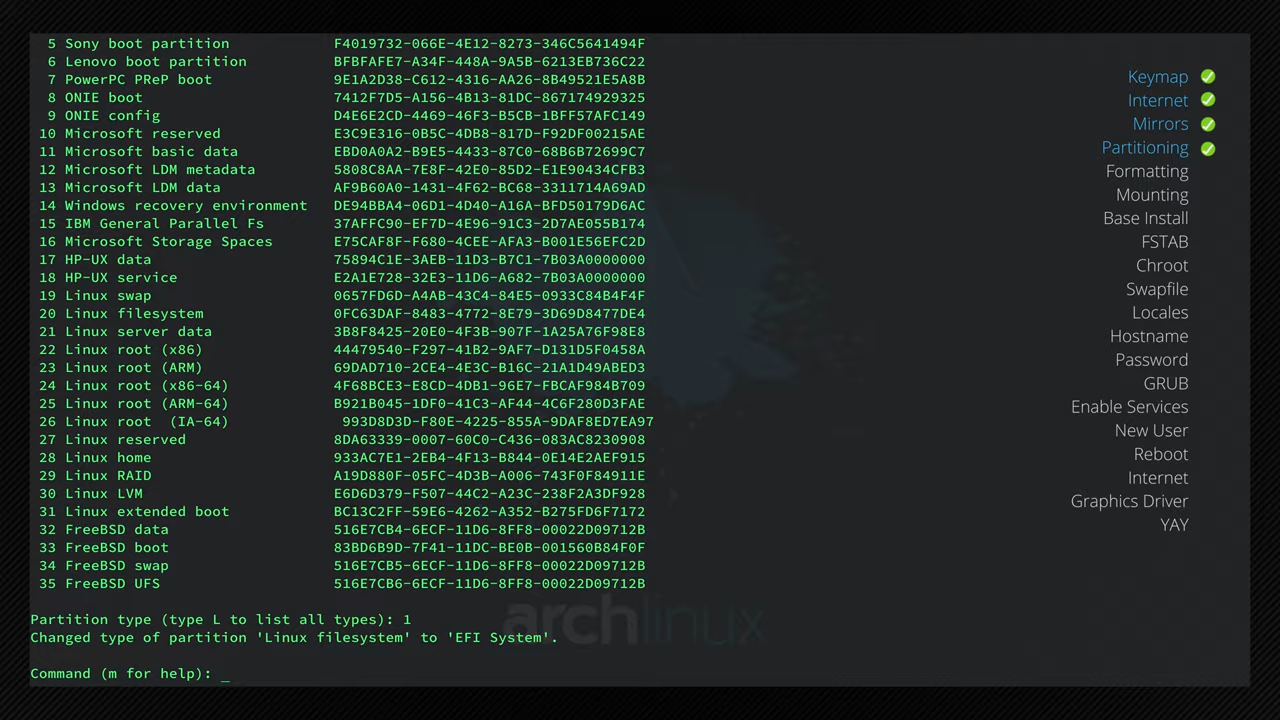 5 Sony boot partition F4019732-066E-4E12-8273-346C5641494F
6 Lenovo boot partition BFBFAFE7-A34F-448A-9A5B-6213EB736C22
7 PowerPC PReP boot 9E1A2D38-C612-4316-AA26-8B49521E5A8B
8 ONIE boot 7412F7D5-A156-4B13-81DC-867174929325
9 ONIE config D4E6E2CD-4469-46F3-B5CB-1BFF57AFC149
10 Microsoft reserved E3C9E316-0B5C-4DB8-817D-F92DF00215AE
11 Microsoft basic data EBD0A0A2-B9E5-4433-87C0-68B6B72699C7
12 Microsoft LDM metadata 5808C8AA-7E8F-42E0-85D2-E1E90434CFB3
13 Microsoft LDM data AF9B60A0-1431-4F62-BC68-3311714A69AD
14 Windows recovery environment DE94BBA4-06D1-4D40-A16A-BFD50179D6AC
15 IBM General Parallel Fs 37AFFC90-EF7D-4E96-91C3-2D7AE055B174
16 Microsoft Storage Spaces E75CAF8F-F680-4CEE-AFA3-B001E56EFC2D
17 HP-UX data 75894C1E-3AEB-11D3-B7C1-7B03A0000000
18 HP-UX service E2A1E728-32E3-11D6-A682-7B03A0000000
19 Linux swap 0657FD6D-A4AB-43C4-84E5-0933C84B4F4F
20 Linux filesystem 0FC63DAF-8483-4772-8E79-3D69D8477DE4
21 Linux server data 3B8F8425-20E0-4F3B-907F-1A25A76F98E8
22 Linux root (x86) 44479540-F297-41B2-9AF7-D131D5F0458A
23 Linux root (ARM) 69DAD710-2CE4-4E3C-B16C-21A1D49ABED3
24 Linux root (x86-64) 4F68BCE3-E8CD-4DB1-96E7-FBCAF984B709
25 Linux root (ARM-64) B921B045-1DF0-41C3-AF44-4C6F280D3FAE
26 Linux root  (IA-64) 993D8D3D-F80E-4225-855A-9DAF8ED7EA97
27 Linux reserved 8DA63339-0007-60C0-C436-083AC8230908
28 Linux home 933AC7E1-2EB4-4F13-B844-0E14E2AEF915
29 Linux RAID A19D880F-05FC-4D3B-A006-743F0F84911E
30 Linux LVM E6D6D379-F507-44C2-A23C-238F2A3DF928
31 Linux extended boot BC13C2FF-59E6-4262-A352-B275FD6F7172
32 FreeBSD data 516E7CB4-6ECF-11D6-8FF8-00022D09712B
33 FreeBSD boot 83BD6B9D-7F41-11DC-BE0B-001560B84F0F
34 FreeBSD swap 516E7CB5-6ECF-11D6-8FF8-00022D09712B
35 FreeBSD UFS 516E7CB6-6ECF-11D6-8FF8-00022D09712B
Partition type (type L to list all types): 1
Changed type of partition 'Linux filesystem' to 'EFI System'.
Command (m for help): _
archlinux
Keymap
Internet
Mirrors
Partitioning
Formatting
Mounting
Base Install
FSTAB
Chroot
Swapfile
Locales
Hostname
Password
GRUB
Enable Services
New User
Reboot
Internet
Graphics Driver
YAY